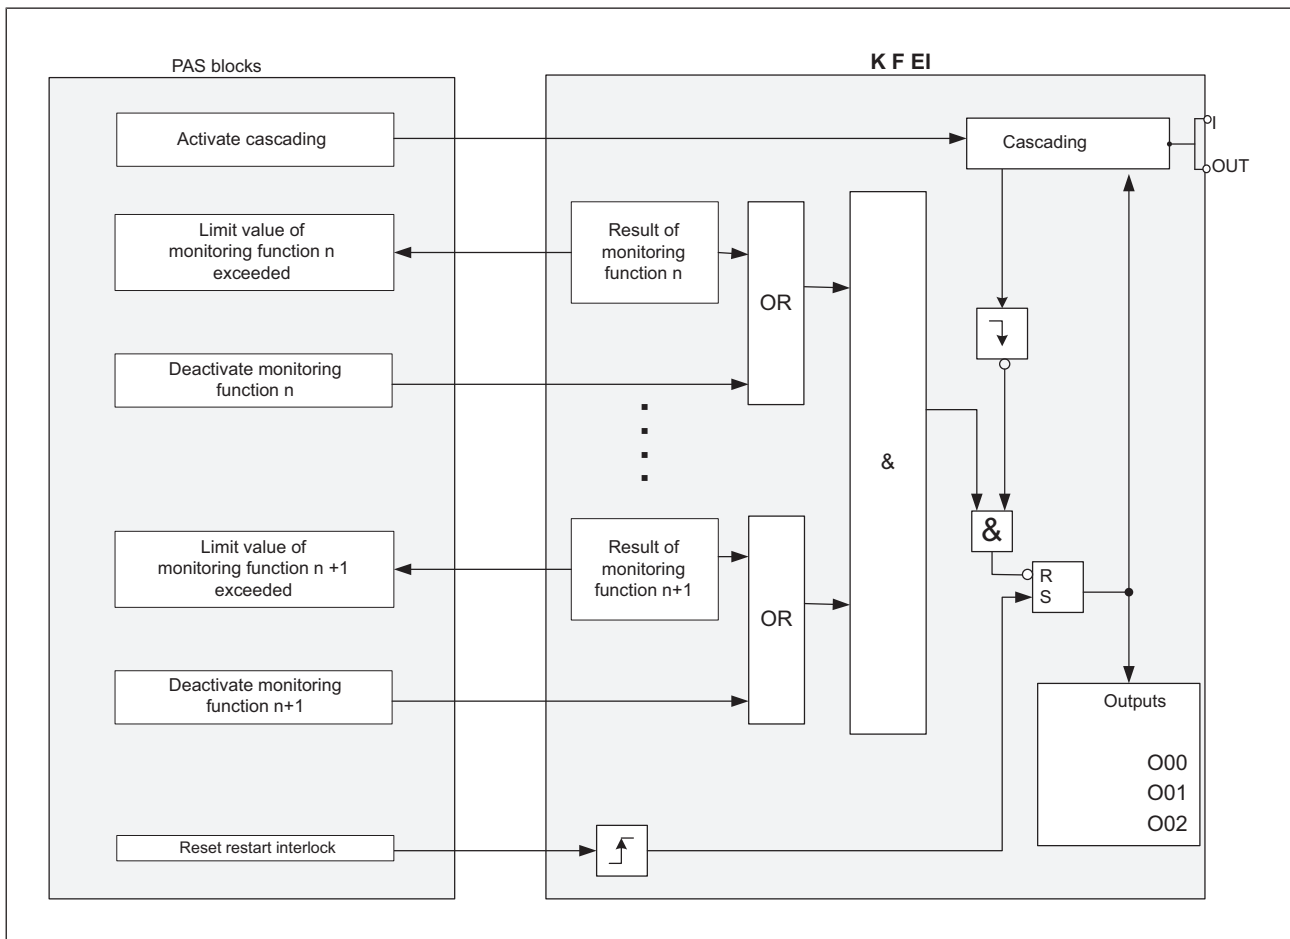 PAS blocks
K F EI
Activate cascading
Cascading
I
OUT
Limit value of
monitoring function n
exceeded
Result of
monitoring
function n
OR
Deactivate monitoring
function n
&
&
Limit value of
monitoring function n +1
exceeded
Result of
monitoring
function n+1
OR
R
S
Deactivate monitoring
function n+1
Outputs
O00
O01
O02
Reset restart interlock